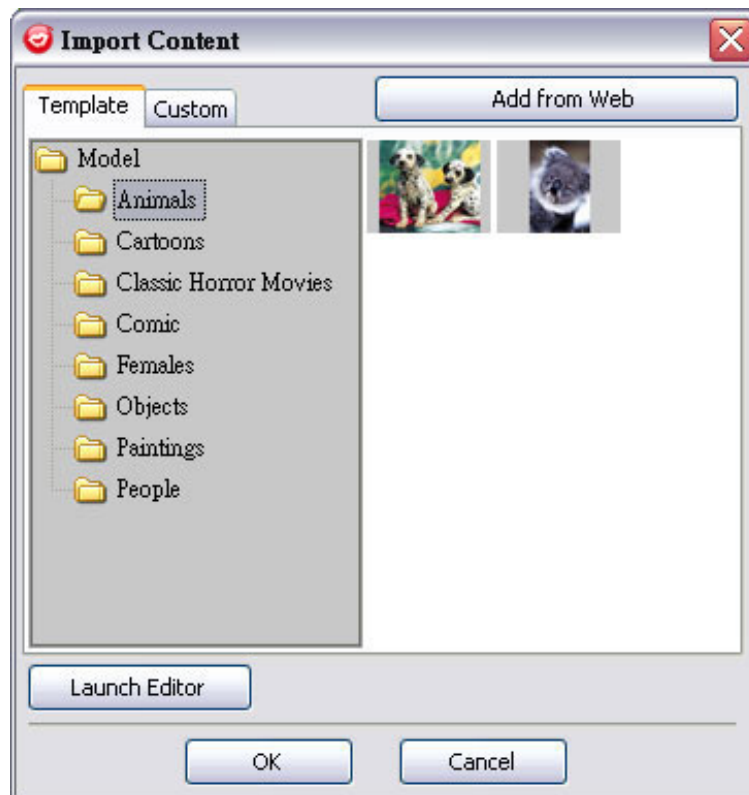 Import Content
Template
Custom
Add from Web
Model
Animals
Cartoons
Classic Horror Movies
Comic
Females
Objects
Paintings
People
Launch Editor
OK
Cancel